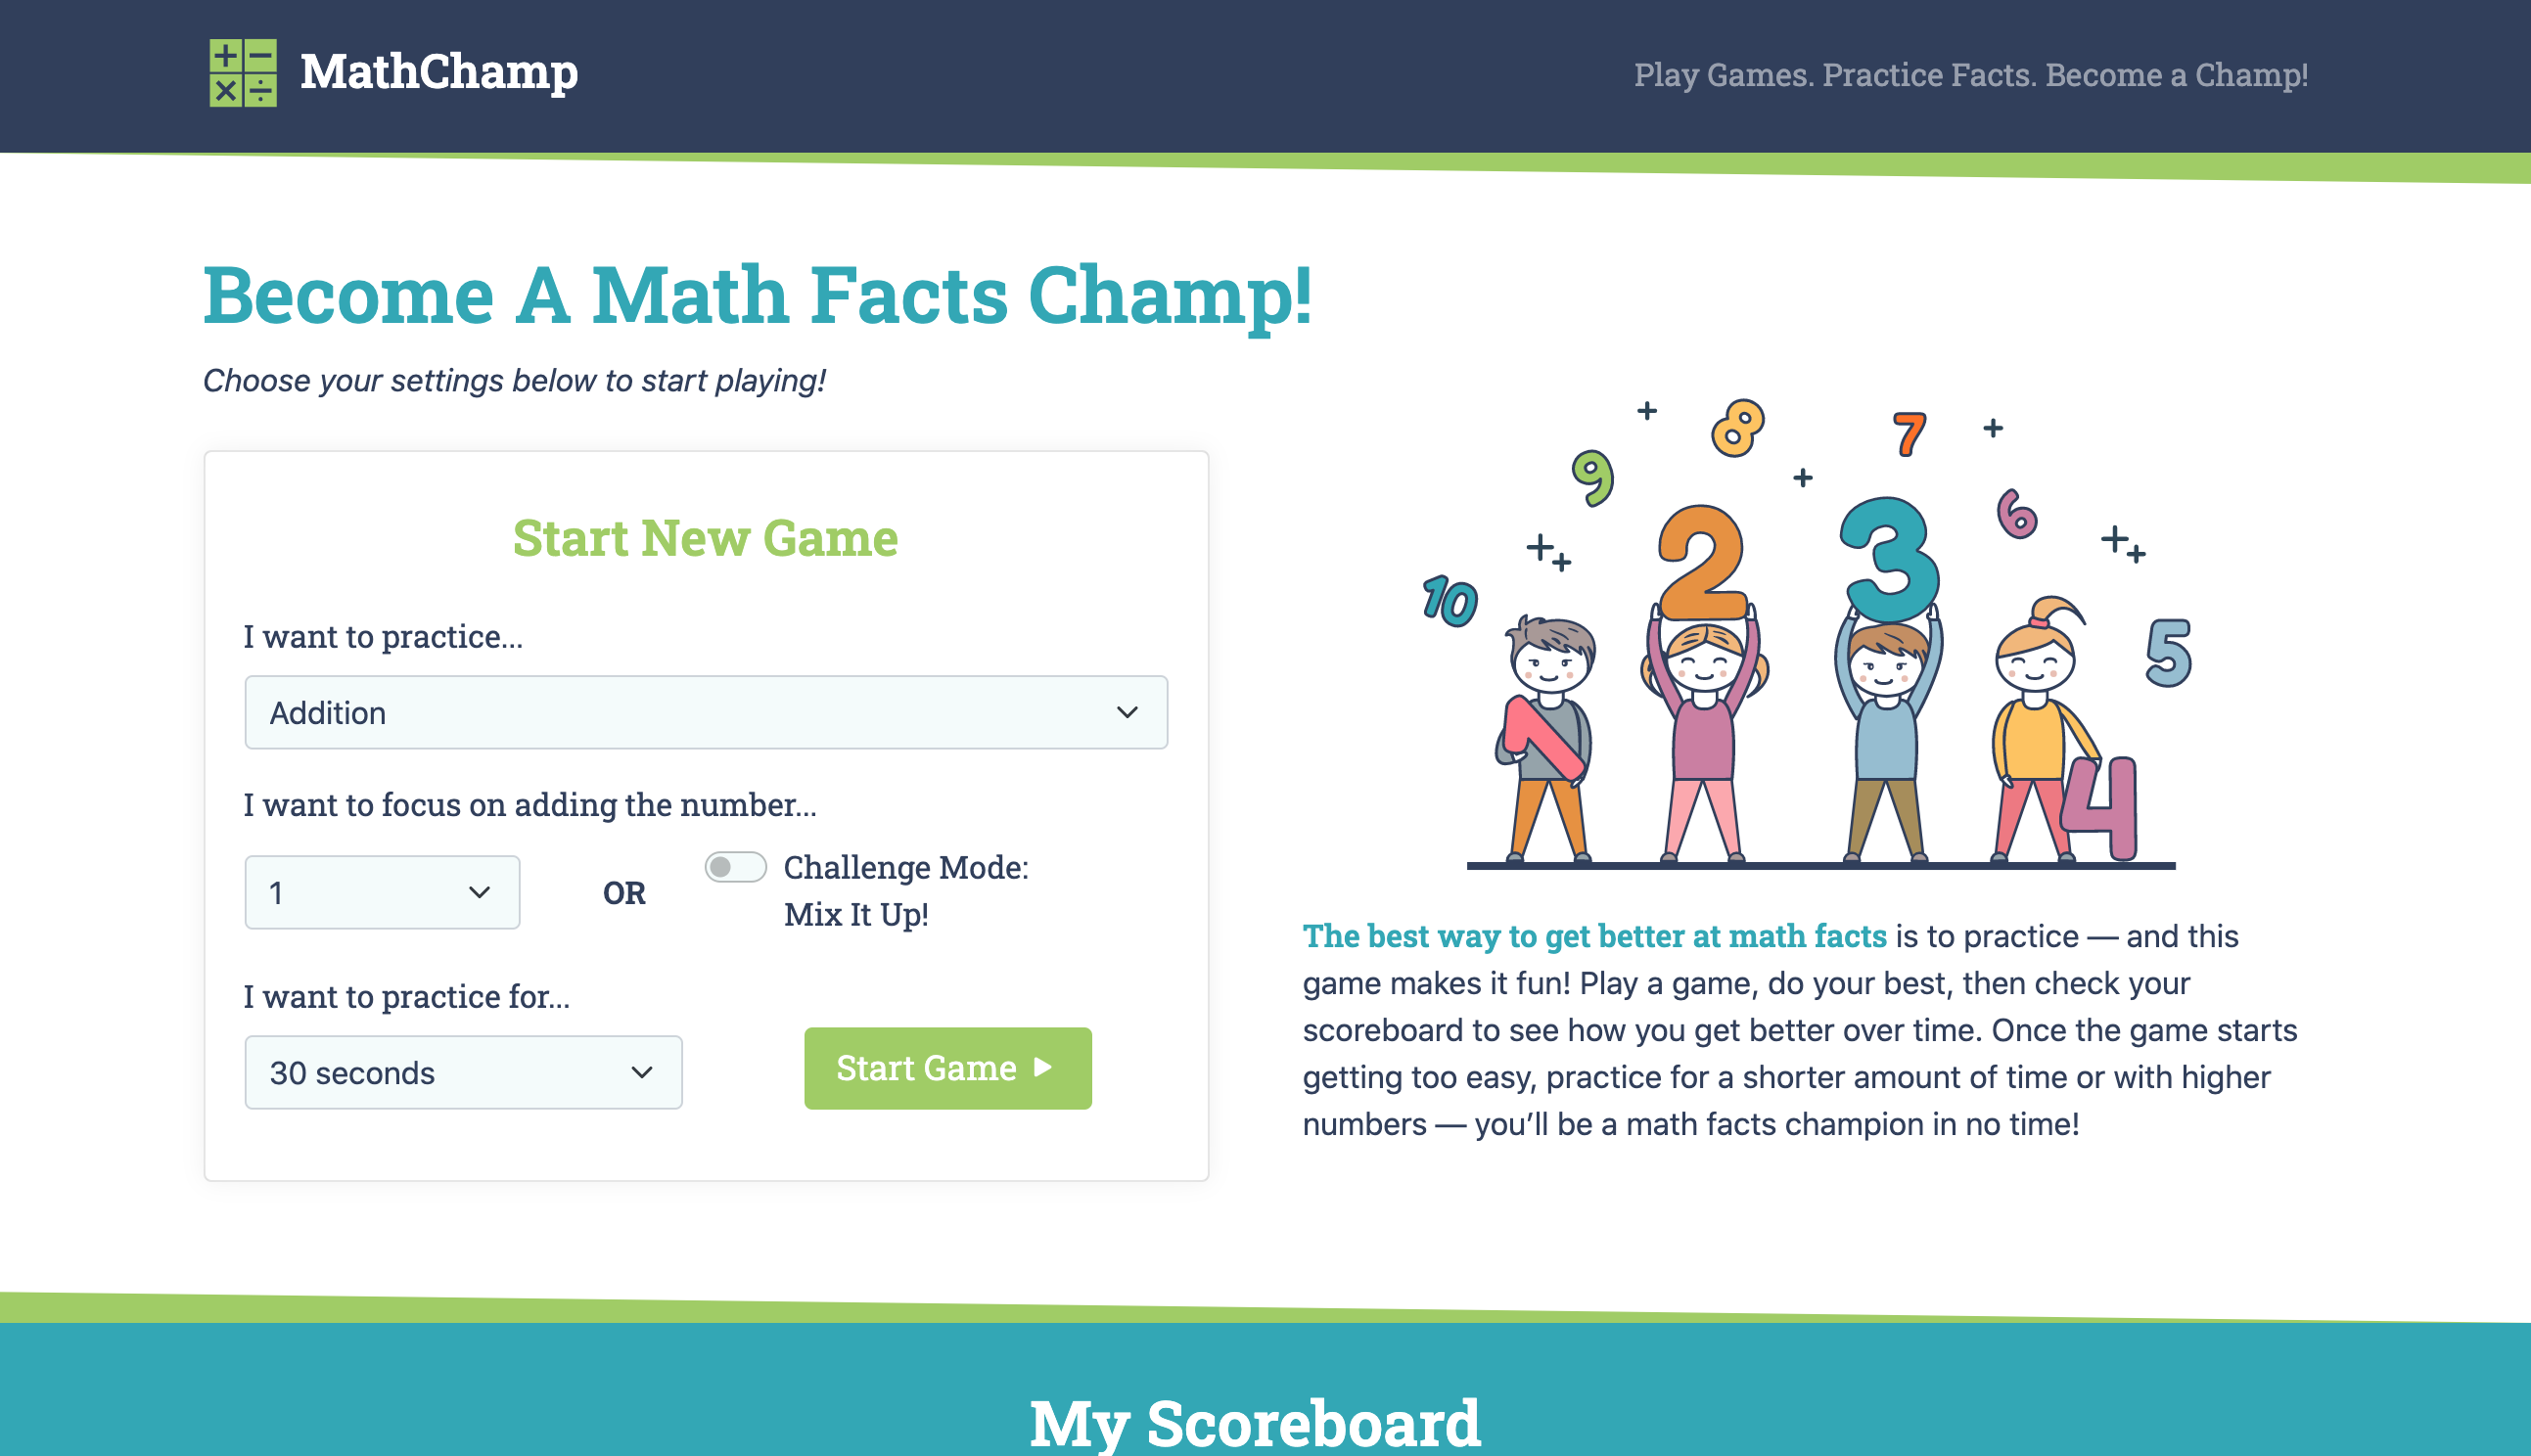 MathChamp
Play Games. Practice Facts. Become a Champ!
Become A Math Facts Champ!
Choose your settings below to start playing!
Start New Game
I want to practice...
Addition
I want to focus on adding the number...
1
OR
Challenge Mode:
Mix It Up!
I want to practice for...
30 seconds
Start Game
10
9
8
7
6
5
1
2
3
4
The best way to get better at math facts is to practice — and this
game makes it fun! Play a game, do your best, then check your
scoreboard to see how you get better over time. Once the game starts
getting too easy, practice for a shorter amount of time or with higher
numbers — you’ll be a math facts champion in no time!
My Scoreboard